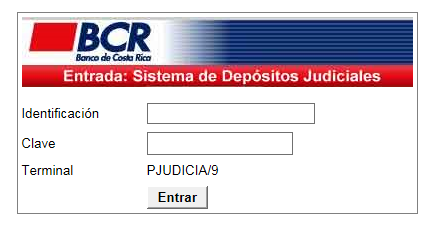 BCR
Banco de Costa Rica
Entrada: Sistema de Depósitos Judiciales
Identificación
Clave
Terminal PJUDICIA/9
Entrar